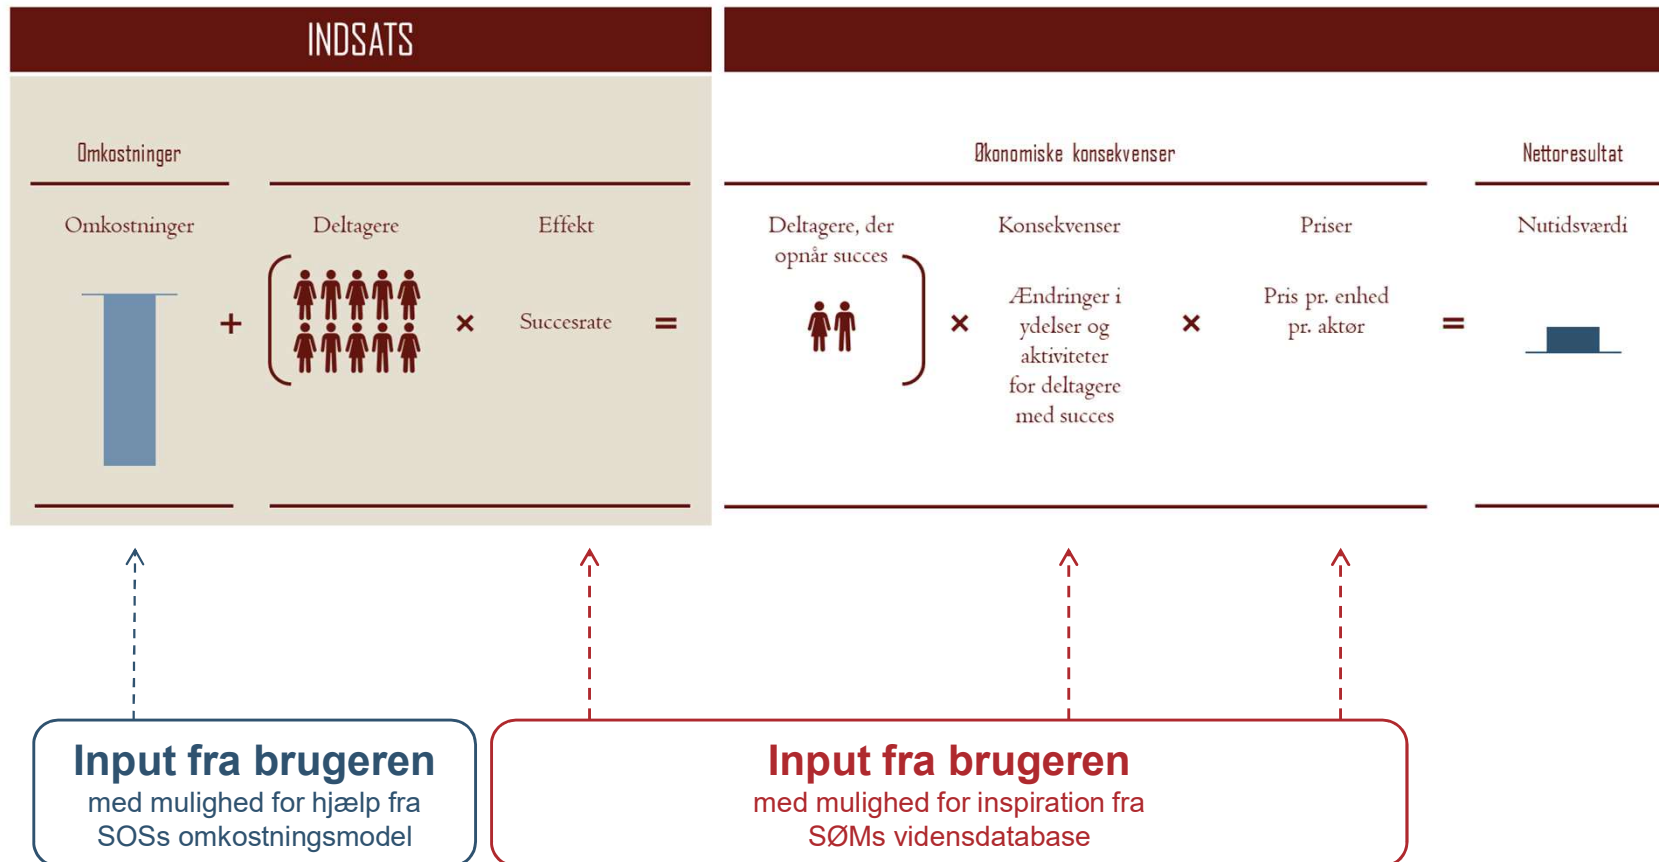 INDSATS
Omkostninger
Økonomiske konsekvenser
Nettoresultat
Omkostninger
+
Deltagere
×
Effekt
Succesrate
=
Deltagere, der
opnår succes
×
Konsekvenser
Ændringer i
ydelser og
aktiviteter
for deltagere
med succes
×
Priser
Pris pr. enhed
pr. aktør
=
Nutidsværdi
Input fra brugeren
med mulighed for hjælp fra
SOSs omkostningsmodel
Input fra brugeren
med mulighed for inspiration fra
SØMs vidensdatabase